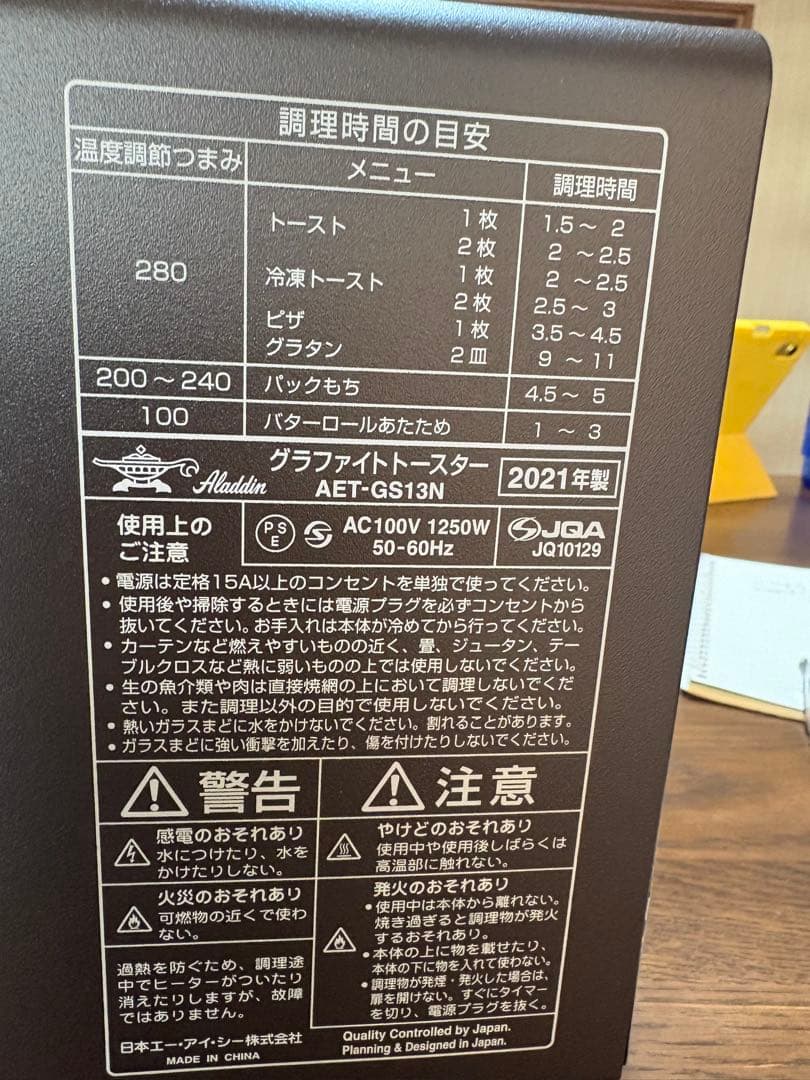 調理時間の目安
温度調節つまみ メニュー 調理時間
280
トースト 1枚 1.5～ 2
2枚 2 ～2.5
冷凍トースト 1枚 2 ～2.5
2枚 2.5～ 3
ピザ 1枚 3.5～4.5
グラタン 2皿 9 ～ 11
200～240 パックもち 4.5～ 5
100 バターロールあたため 1 ～ 3
Aladdin
グラファイトトースター
AET-GS13N
2021年製
使用上の
ご注意
PSE
AC100V 1250W
50-60Hz
JQA
JQ10129
•電源は定格15A以上のコンセントを単独で使ってください。
•使用後や掃除するときには電源プラグを必ずコンセントから
抜いてください。お手入れは本体が冷めてから行ってください。
•カーテンなど燃えやすいものの近く、畳、ジュータン、テー
ブルクロスなど熱に弱いものの上では使用しないでください。
•生の魚介類や肉は直接焼網の上において調理しないでくだ
さい。また調理以外の目的で使用しないでください。
•熱いガラスまどに水をかけないでください。割れることがあります。
•ガラスまどに強い衝撃を加えたり、傷を付けたりしないでください。
警告
感電のおそれあり
水につけたり、水を
かけたりしない。
火災のおそれあり
可燃物の近くで使わ
ない。
過熱を防ぐため、調理途
中でヒーターがついたり
消えたりしますが、故障
ではありません。
日本エー・アイ・シー株式会社
MADE IN CHINA
注意
やけどのおそれあり
使用中や使用後しばらくは
高温部に触れない。
発火のおそれあり
•使用中は本体から離れない。
焼き過ぎると調理物が発火
するおそれあり。
•本体の上に物を載せたり、
本体の下に物を入れて使わない。
•調理物が発煙・発火した場合は、
扉を開けない。すぐにタイマー
を切り、電源プラグを抜く。
Quality Controlled by Japan.
Planning & Designed in Japan.